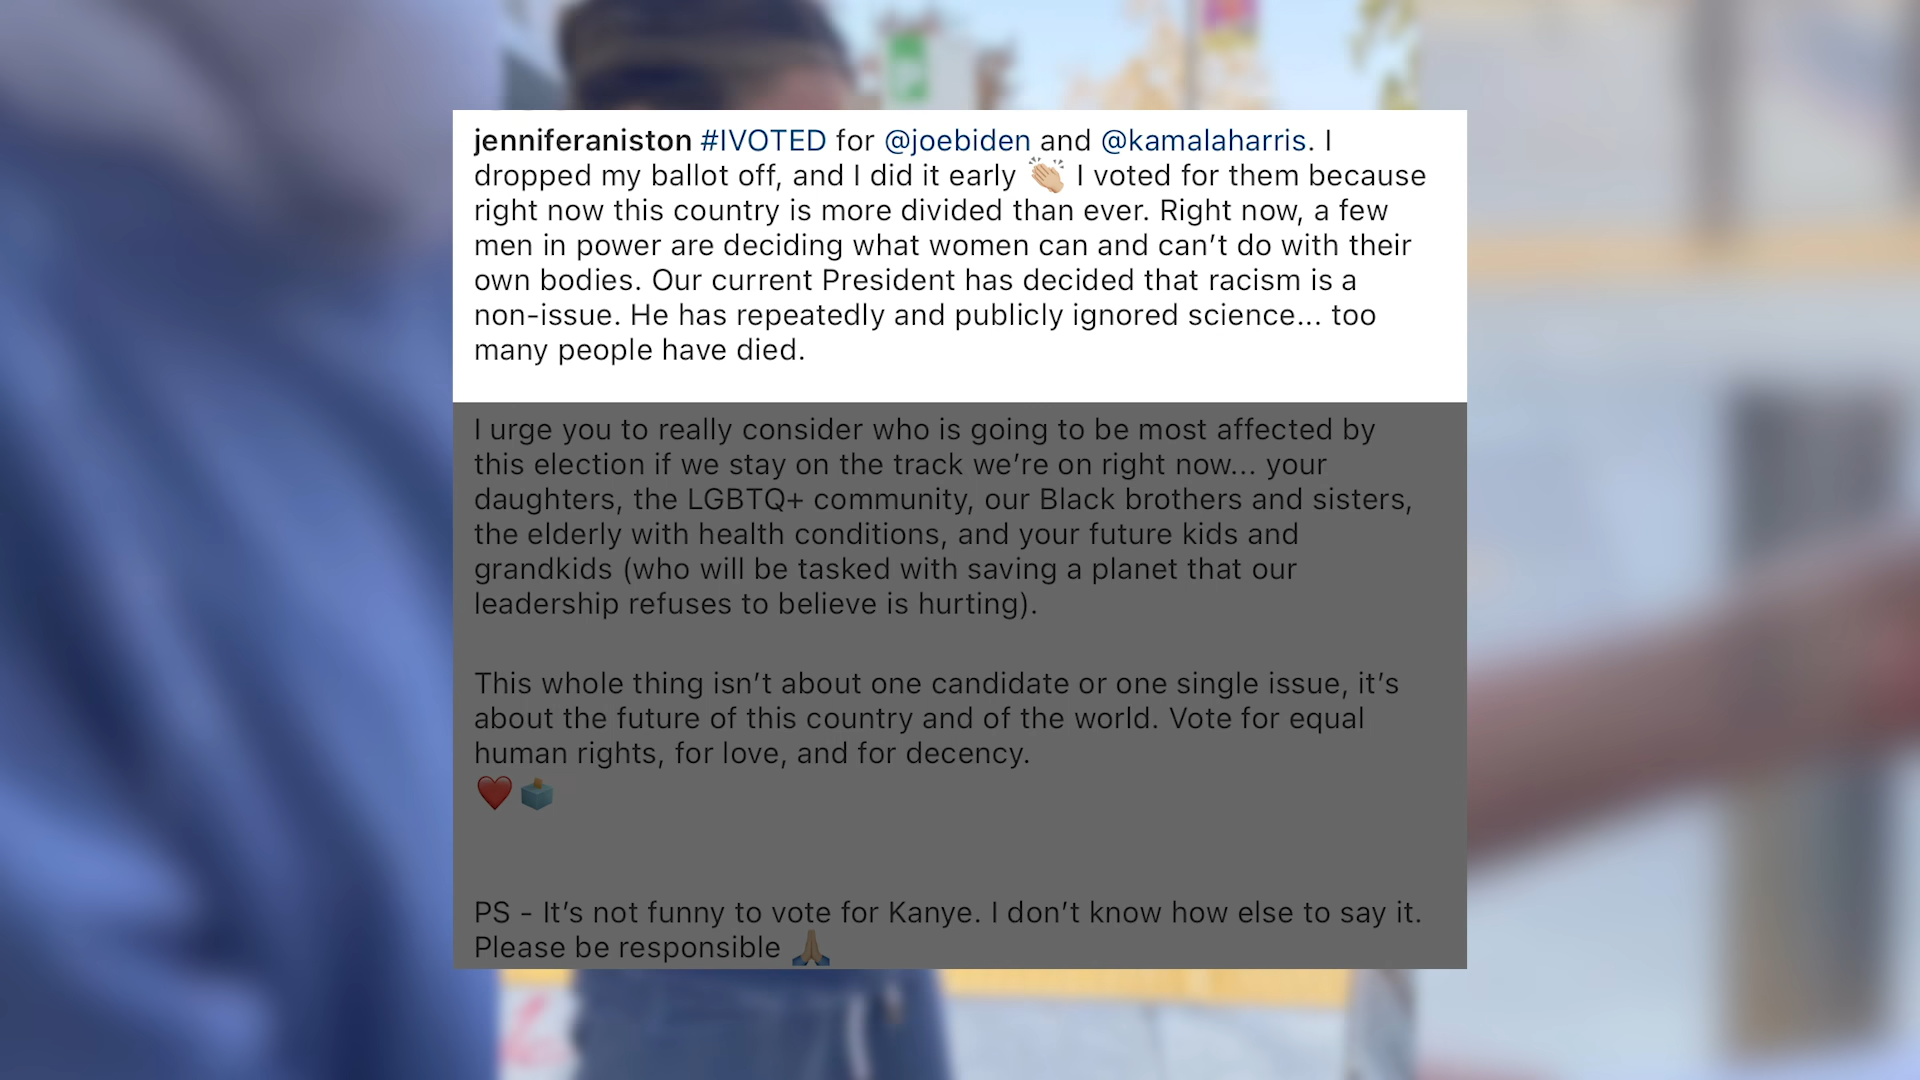 jenniferaniston #IVOTED for @joebiden and @kamalaharris. I
dropped my ballot off, and I did it early 👏🏼 I voted for them because
right now this country is more divided than ever. Right now, a few
men in power are deciding what women can and can’t do with their
own bodies. Our current President has decided that racism is a
non-issue. He has repeatedly and publicly ignored science... too
many people have died.
I urge you to really consider who is going to be most affected by
this election if we stay on the track we’re on right now... your
daughters, the LGBTQ+ community, our Black brothers and sisters,
the elderly with health conditions, and your future kids and
grandkids (who will be tasked with saving a planet that our
leadership refuses to believe is hurting).
This whole thing isn’t about one candidate or one single issue, it’s
about the future of this country and of the world. Vote for equal
human rights, for love, and for decency.
❤️🗳
PS - It’s not funny to vote for Kanye. I don’t know how else to say it.
Please be responsible 🙏🏼